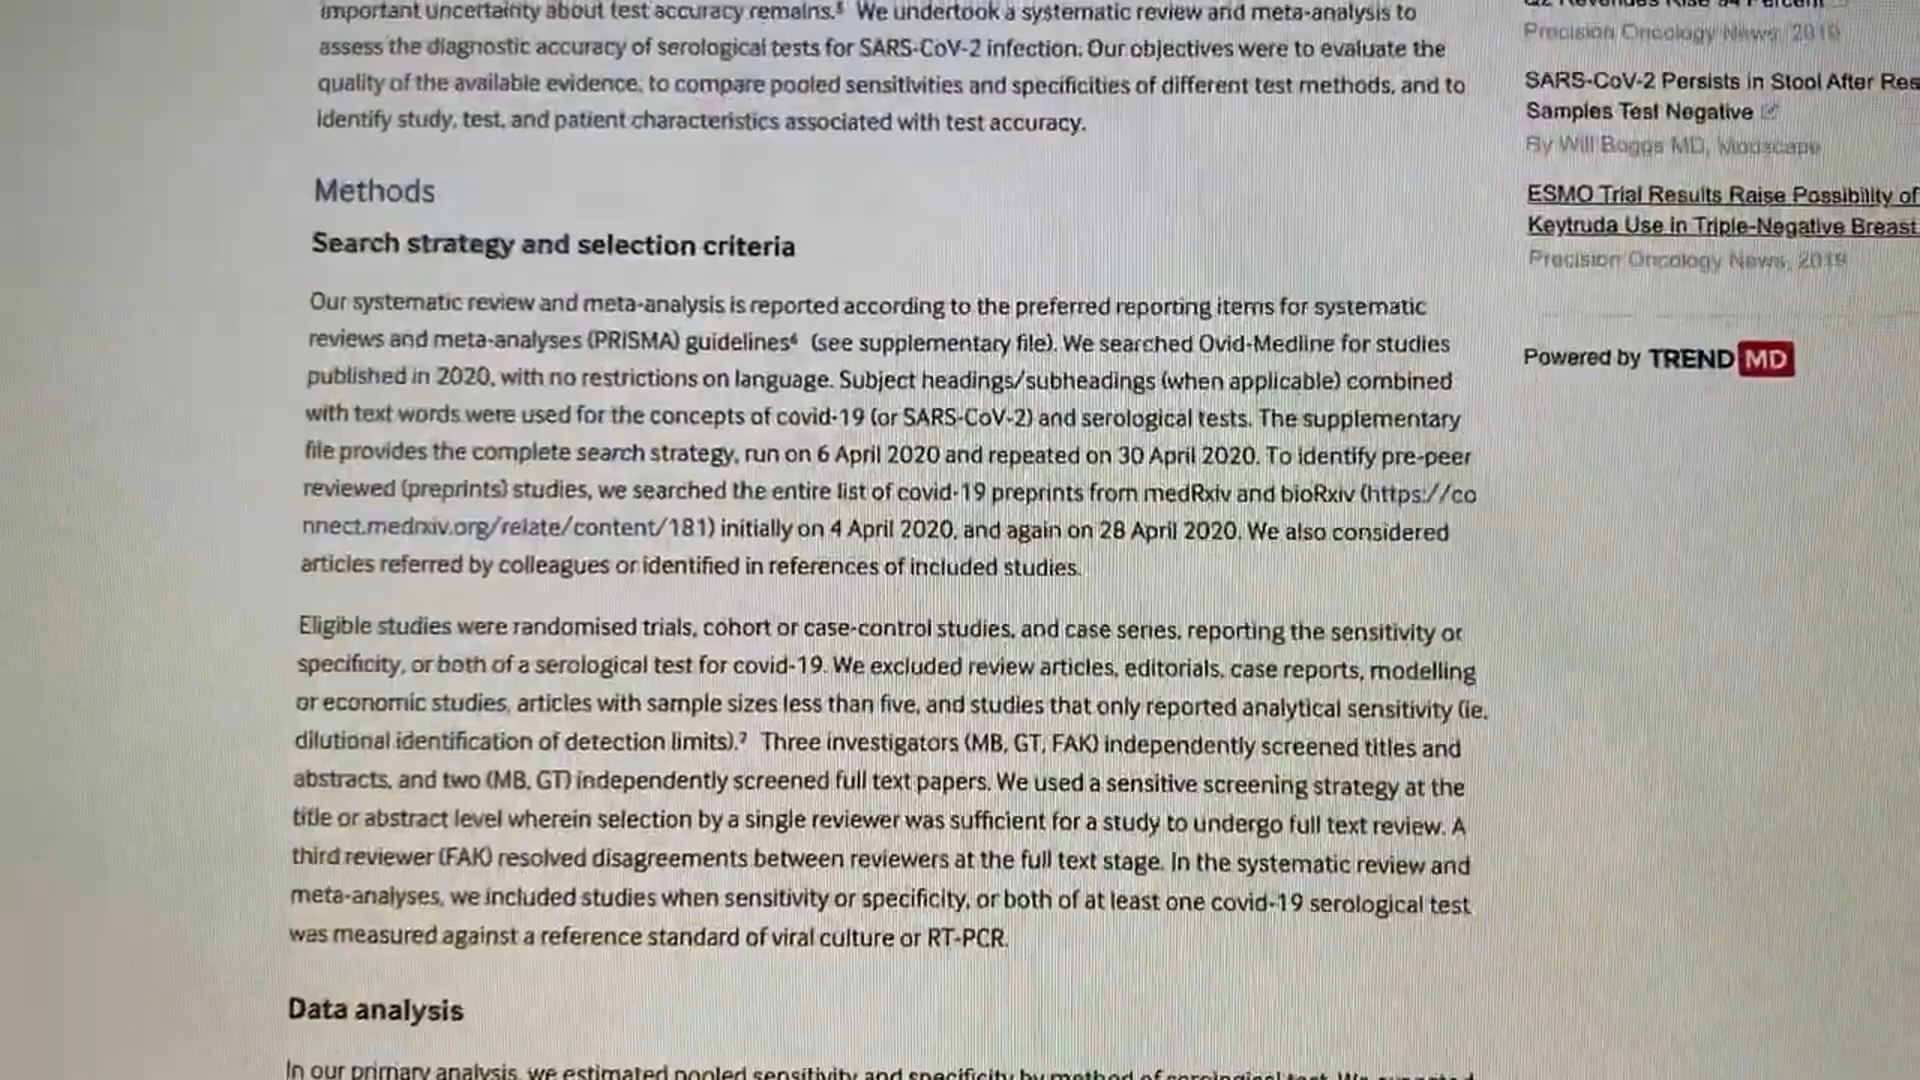 important uncertainty about test accuracy remains.⁵ We undertook a systematic review and meta-analysis to
assess the diagnostic accuracy of serological tests for SARS-CoV-2 infection. Our objectives were to evaluate the
quality of the available evidence; to compare pooled sensitivities and specificities of different test methods, and to
identify study, test, and patient characteristics associated with test accuracy.
Methods
Search strategy and selection criteria
Our systematic review and meta-analysis is reported according to the preferred reporting items for systematic
reviews and meta-analyses (PRISMA) guidelines⁶ (see supplementary file). We searched Ovid-Medline for studies
published in 2020, with no restrictions on language. Subject headings/subheadings (when applicable) combined
with text words were used for the concepts of covid-19 (or SARS-CoV-2) and serological tests. The supplementary
file provides the complete search strategy, run on 6 April 2020 and repeated on 30 April 2020. To identify pre-peer
reviewed (preprints) studies, we searched the entire list of covid-19 preprints from medRxiv and bioRxiv (https://co
nnect.medrxiv.org/relate/content/181) initially on 4 April 2020, and again on 28 April 2020. We also considered
articles referred by colleagues or identified in references of included studies.
Eligible studies were randomised trials, cohort or case-control studies, and case series, reporting the sensitivity or
specificity, or both of a serological test for covid-19. We excluded review articles, editorials, case reports, modelling
or economic studies, articles with sample sizes less than five, and studies that only reported analytical sensitivity (ie,
dilutional identification of detection limits).⁷ Three investigators (MB, GT, FAK) independently screened titles and
abstracts, and two (MB, GT) independently screened full text papers. We used a sensitive screening strategy at the
title or abstract level wherein selection by a single reviewer was sufficient for a study to undergo full text review. A
third reviewer (FAK) resolved disagreements between reviewers at the full text stage. In the systematic review and
meta-analyses, we included studies when sensitivity or specificity, or both of at least one covid-19 serological test
was measured against a reference standard of viral culture or RT-PCR.
Data analysis
In our primary analysis, we estimated pooled sensitivity and specificity by method of serological test. We
Q2 Revenues Rise Percent
Precision Oncology News, 2019
SARS-CoV-2 Persists in Stool After Res
Samples Test Negative
By Will Boggs MD, Medscape
ESMO Trial Results Raise Possibility of
Keytruda Use in Triple-Negative Breast
Precision Oncology News, 2019
Powered by TREND MD